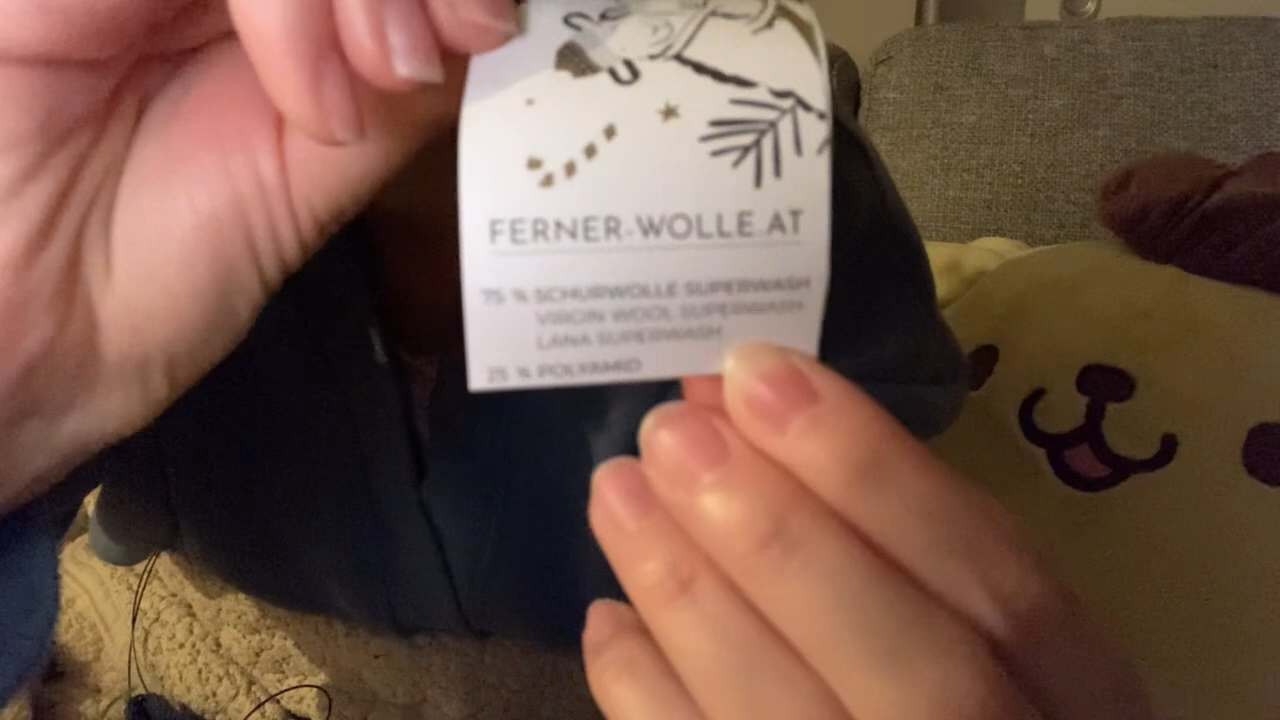 FERNER-WOLLE.AT
75 % SCHURWOLLE SUPERWASH
VIRGIN WOOL SUPERWASH
LANA SUPERWASH
25 % POLYAMID